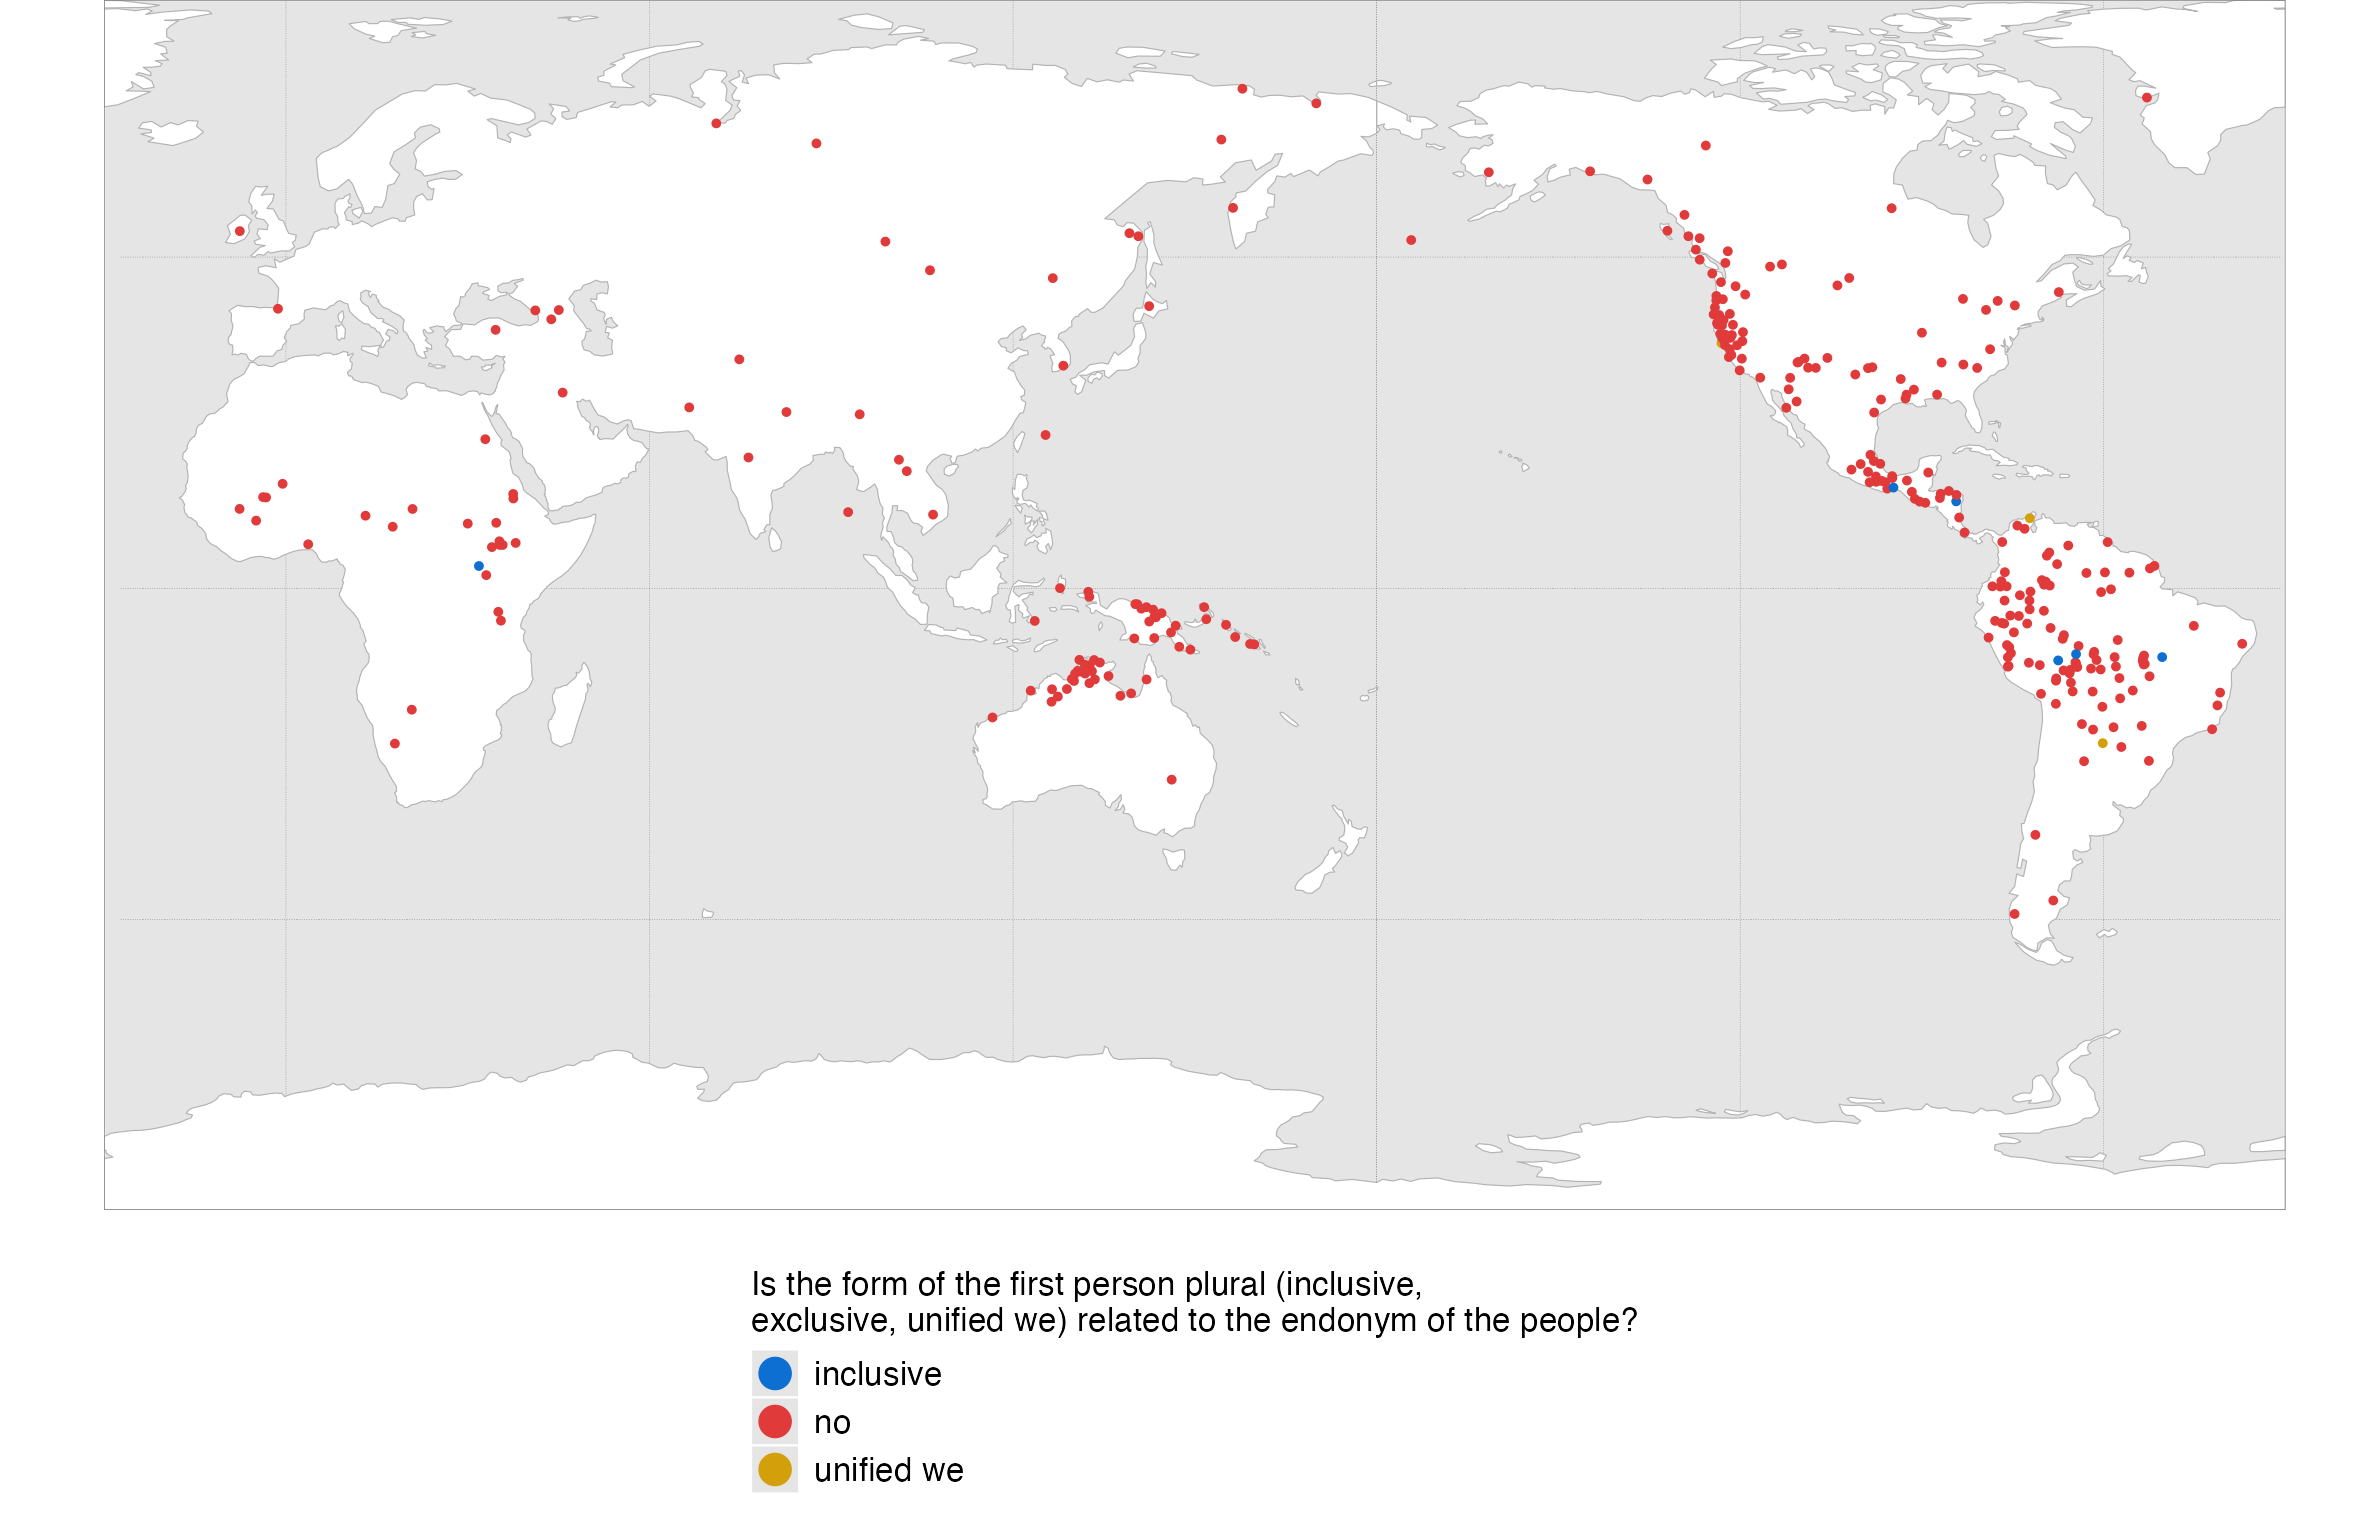 Is the form of the first person plural (inclusive,
exclusive, unified we) related to the endonym of the people?
inclusive
no
unified we